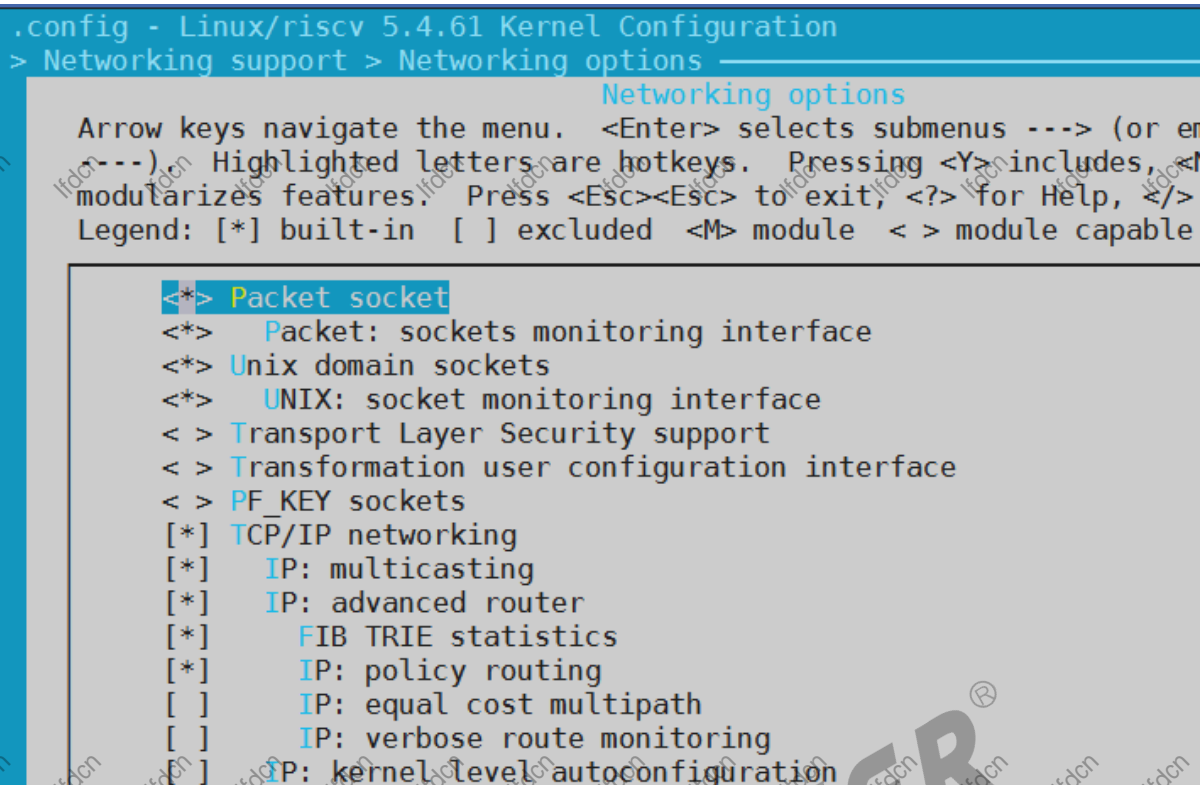 .config - Linux/riscv 5.4.61 Kernel Configuration
> Networking support > Networking options
Networking options
Arrow keys navigate the menu. <Enter> selects submenus ---> (or
----). Highlighted letters are hotkeys. Pressing <Y> includes,
modularizes features. Press <Esc><Esc> to exit, <?> for Help, </>
Legend: [*] built-in [ ] excluded <M> module < > module capable
<*> Packet socket
<*> Packet: sockets monitoring interface
<*> Unix domain sockets
<*> UNIX: socket monitoring interface
< > Transport Layer Security support
< > Transformation user configuration interface
< > PF_KEY sockets
[*] TCP/IP networking
[*] IP: multicasting
[*] IP: advanced router
[*] FIB TRIE statistics
[*] IP: policy routing
[ ] IP: equal cost multipath
[ ] IP: verbose route monitoring
[ ] IP: kernel level autoconfiguration